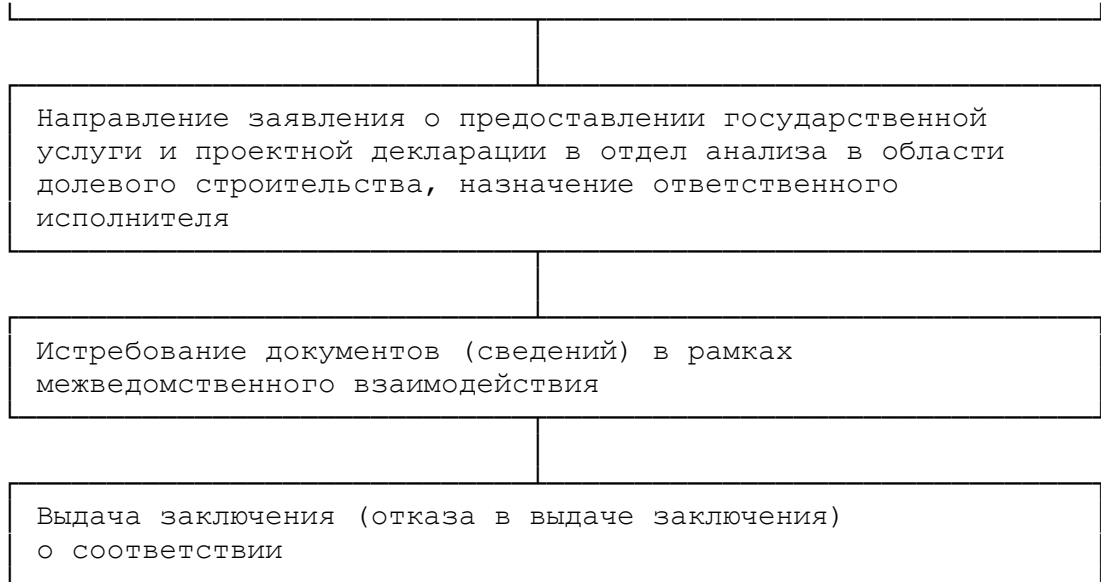 Направление заявления о предоставлении государственной
услуги и проектной декларации в отдел анализа в области
долевого строительства, назначение ответственного
исполнителя
Истребование документов (сведений) в рамках
межведомственного взаимодействия
Выдача заключения (отказа в выдаче заключения)
о соответствии